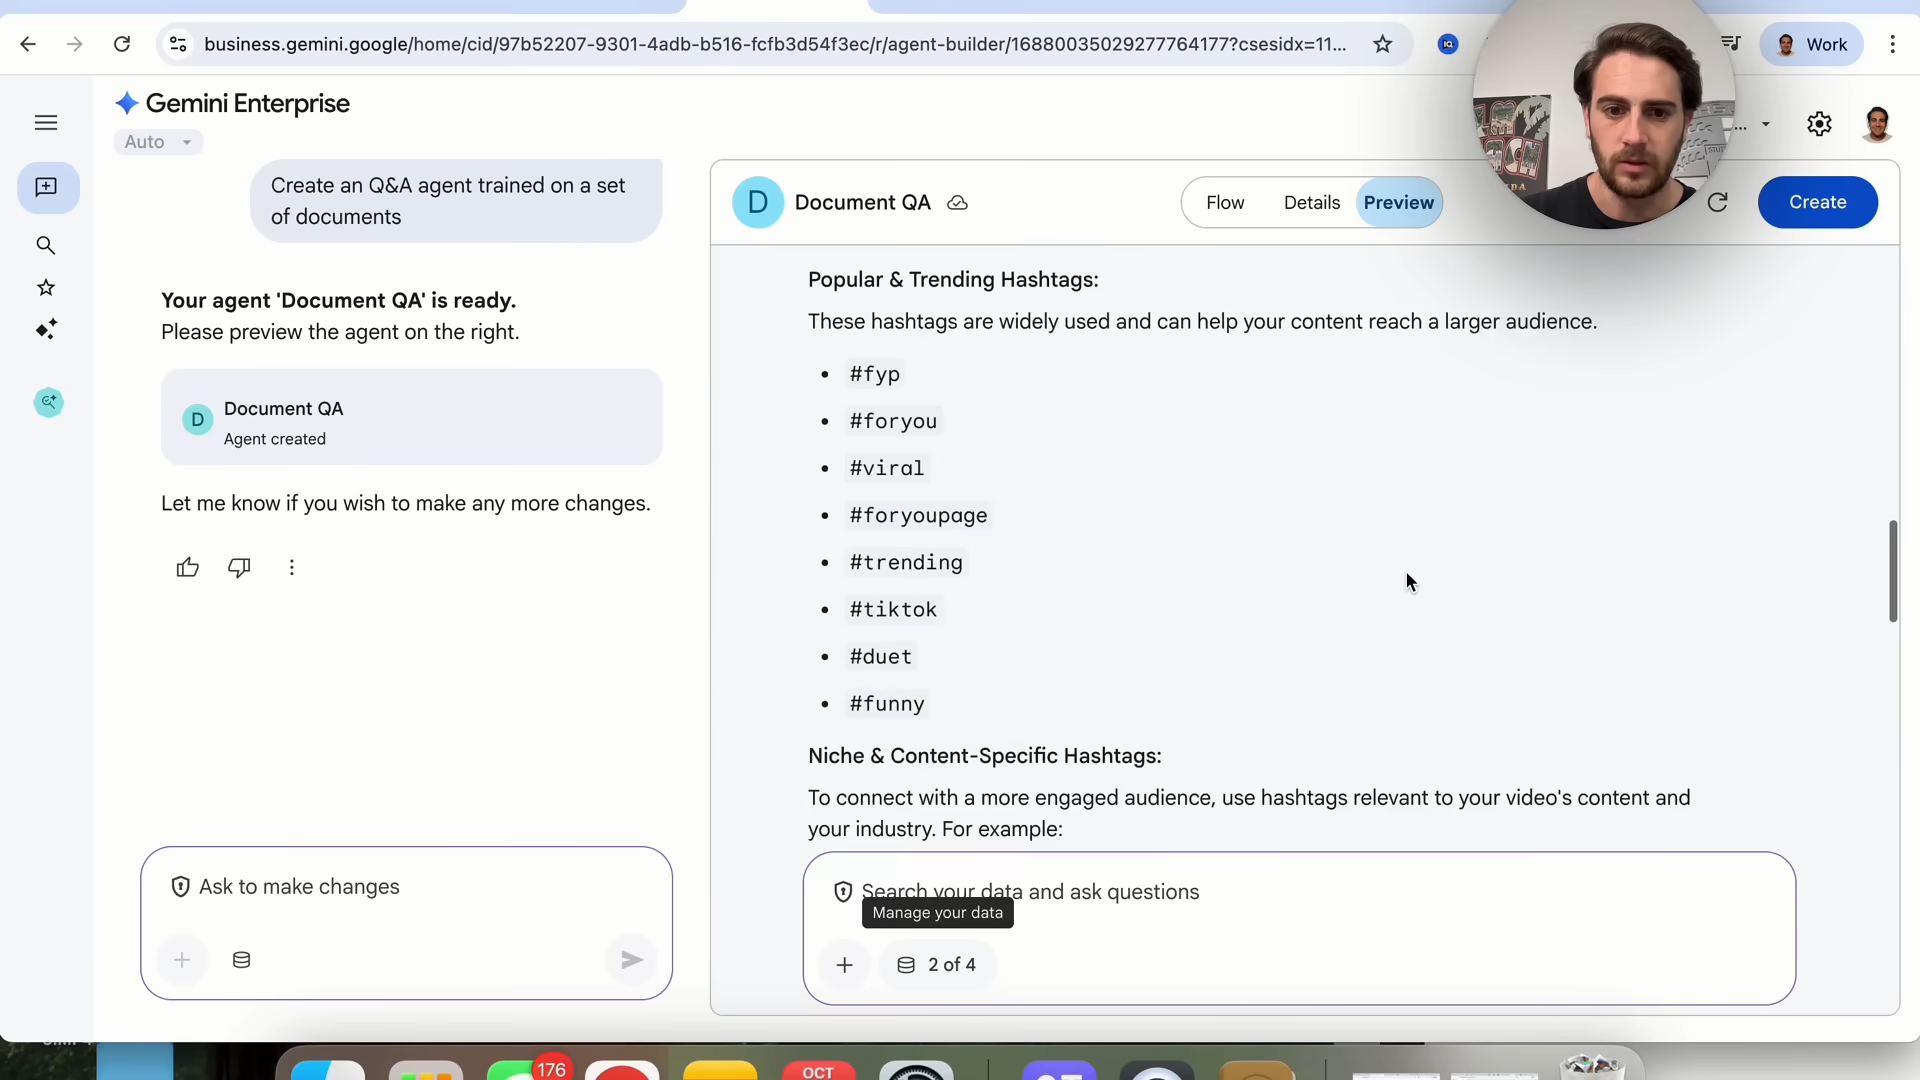 business.gemini.google/home/cid/97b52207-9301-4adb-b516-fcfb3d54f3ec/r/agent-builder/16880035029277764177?csesidx=11...
Work
Gemini Enterprise
Auto
...
Create an Q&A agent trained on a set
of documents
Your agent 'Document QA' is ready.
Please preview the agent on the right.
D
Document QA
Agent created
Let me know if you wish to make any more changes.
Ask to make changes
D
Document QA
Flow
Details
Preview
Create
Popular & Trending Hashtags:
These hashtags are widely used and can help your content reach a larger audience.
• #fyp
• #foryou
• #viral
• #foryoupage
• #trending
• #tiktok
• #duet
• #funny
Niche & Content-Specific Hashtags:
To connect with a more engaged audience, use hashtags relevant to your video's content and
your industry. For example:
Search your data and ask questions
Manage your data
2 of 4
176
OCT